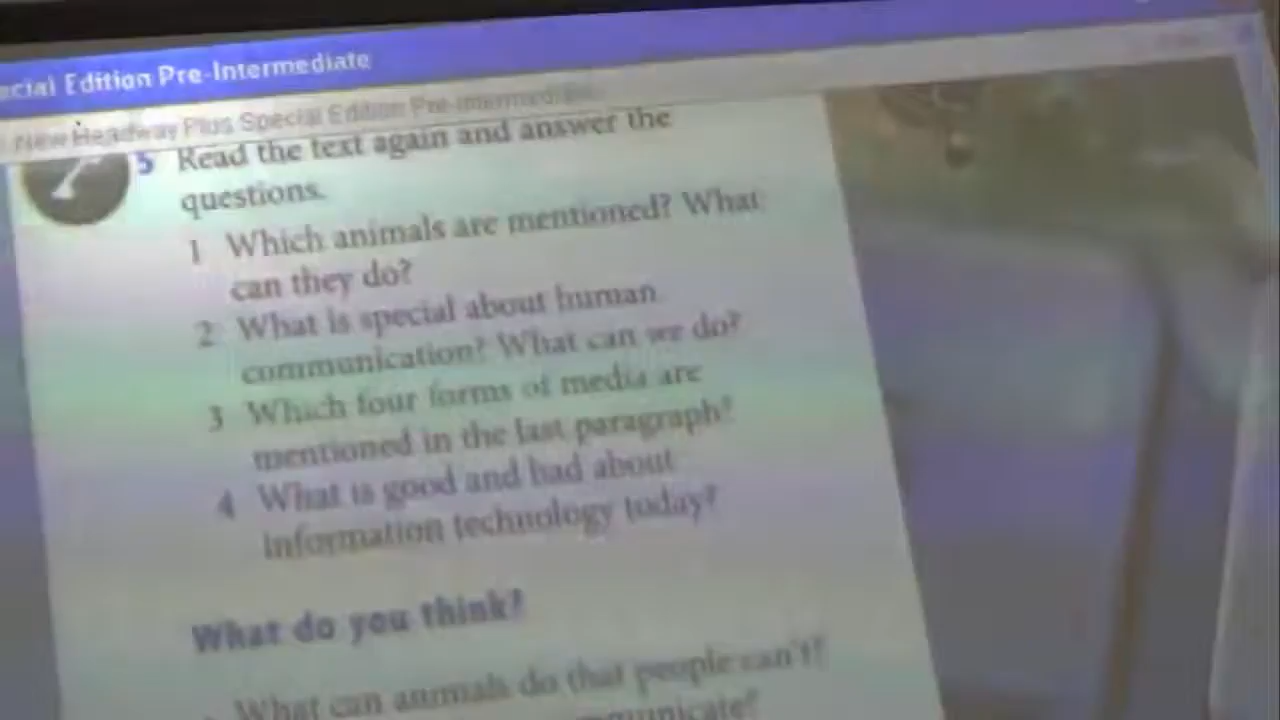 ecial Edition Pre-Intermediate
New Headway Plus Special Edition Pre-Intermediate
5 Read the text again and answer the
questions.
1 Which animals are mentioned? What
can they do?
2 What is special about human
communication? What can we do?
3 Which four forms of media are
mentioned in the last paragraph?
4 What is good and bad about
information technology today?
What do you think?
What can animals do that people can't?
municate?